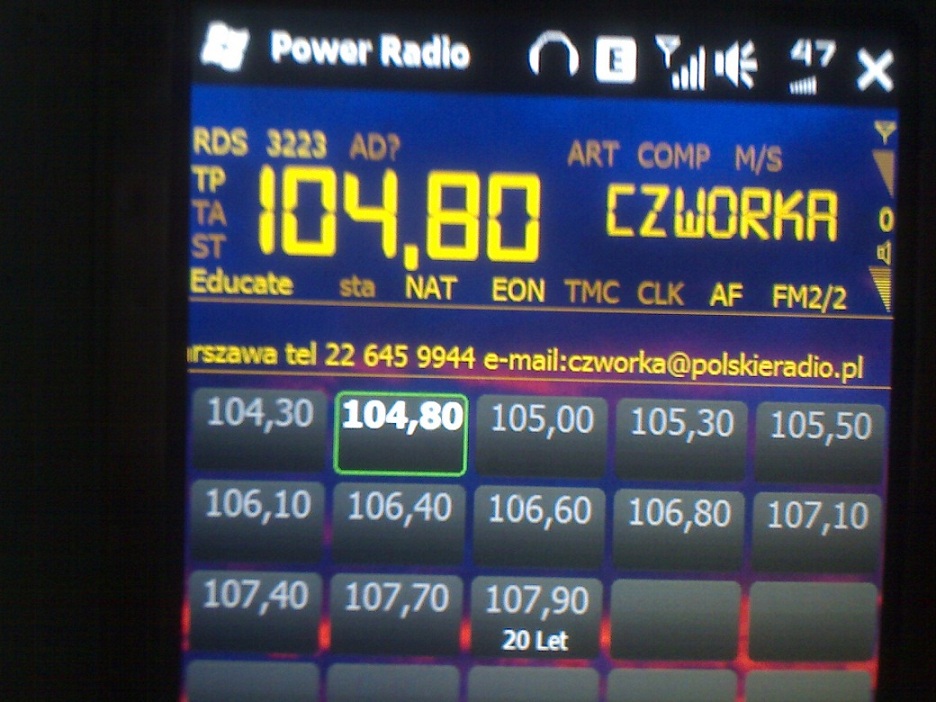 Power Radio E 47
RDS 3223 AD? ART COMP M/S
TP
TA
ST
104,80 CZWORKA
0
Educate sta NAT EON TMC CLK AF FM2/2
rszawa tel 22 645 9944 e-mail:czworka@polskieradio.pl
104,30 104,80 105,00 105,30 105,50
106,10 106,40 106,60 106,80 107,10
107,40 107,70 107,90
20 Let